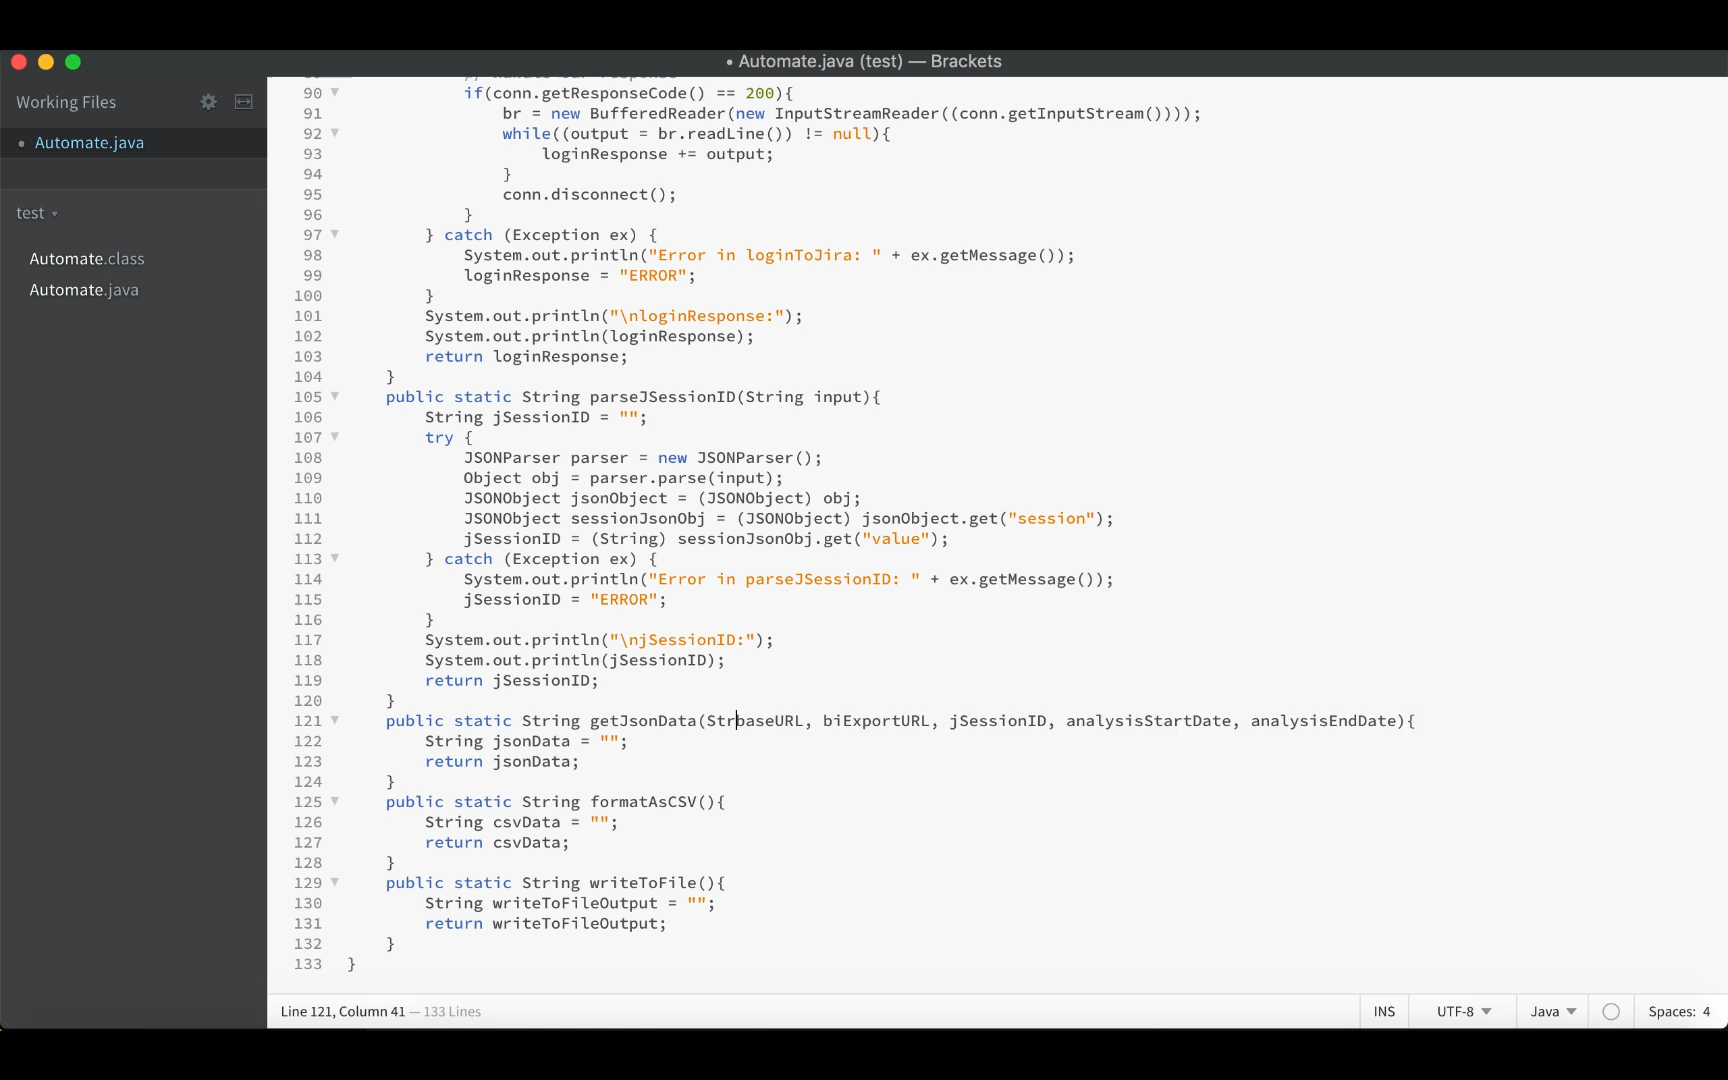 • Automate.java (test) — Brackets
Working Files
• Automate.java
test
Automate.class
Automate.java
90 if(conn.getResponseCode() == 200){
91 br = new BufferedReader(new InputStreamReader((conn.getInputStream())));
92 while((output = br.readLine()) != null){
93 loginResponse += output;
94 }
95 conn.disconnect();
96 }
97 } catch (Exception ex) {
98 System.out.println("Error in loginToJira: " + ex.getMessage());
99 loginResponse = "ERROR";
100 }
101 System.out.println("\nloginResponse:");
102 System.out.println(loginResponse);
103 return loginResponse;
104 }
105 public static String parseJSessionID(String input){
106 String jSessionID = "";
107 try {
108 JSONParser parser = new JSONParser();
109 Object obj = parser.parse(input);
110 JSONObject jsonObject = (JSONObject) obj;
111 JSONObject sessionJsonObj = (JSONObject) jsonObject.get("session");
112 jSessionID = (String) sessionJsonObj.get("value");
113 } catch (Exception ex) {
114 System.out.println("Error in parseJSessionID: " + ex.getMessage());
115 jSessionID = "ERROR";
116 }
117 System.out.println("\njSessionID:");
118 System.out.println(jSessionID);
119 return jSessionID;
120 }
121 public static String getJsonData(StrbaseURL, biExportURL, jSessionID, analysisStartDate, analysisEndDate){
122 String jsonData = "";
123 return jsonData;
124 }
125 public static String formatAsCSV(){
126 String csvData = "";
127 return csvData;
128 }
129 public static String writeToFile(){
130 String writeToFileOutput = "";
131 return writeToFileOutput;
132 }
133 }
Line 121, Column 41 — 133 Lines INS UTF-8 Java Spaces: 4